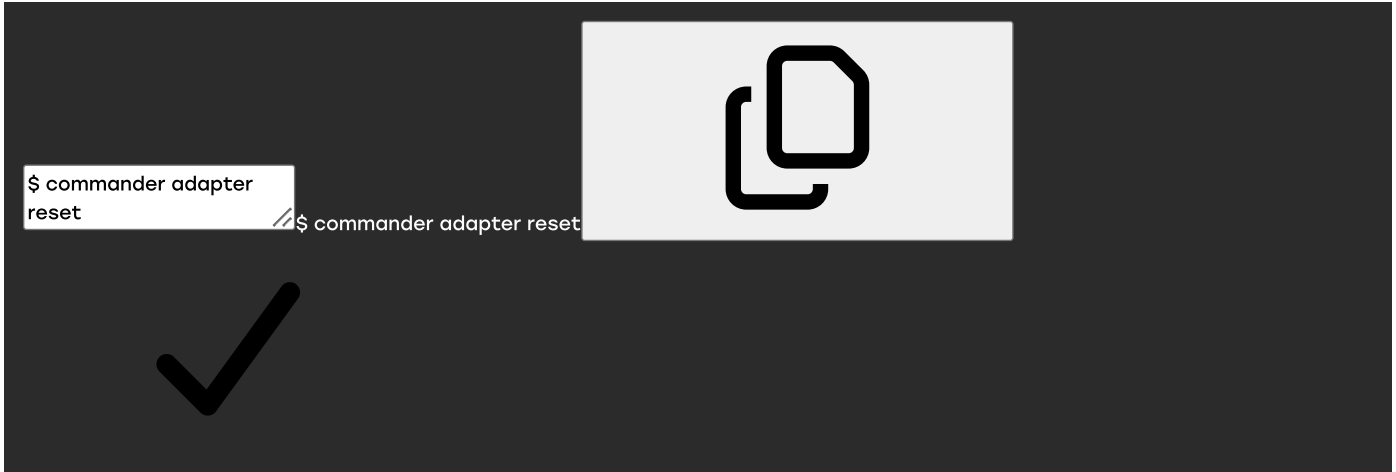 $ commander adapter
reset
$ commander adapter reset